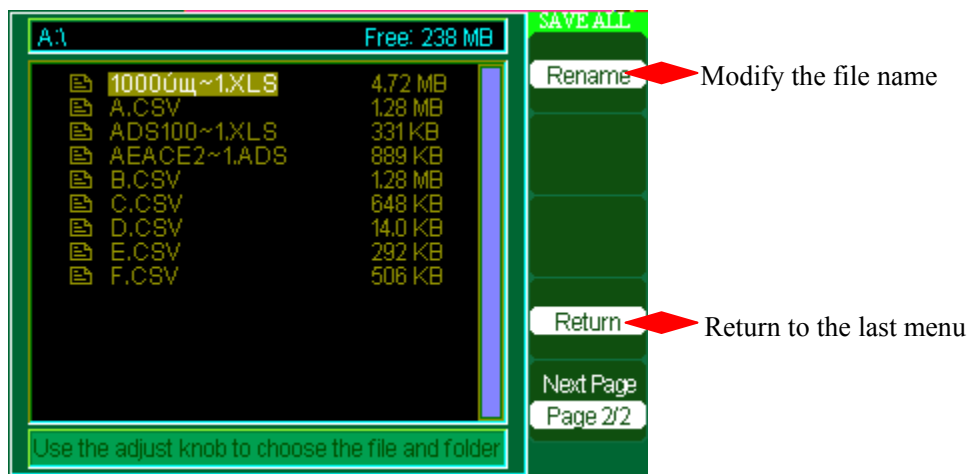 A:\ Free: 238 MB
1000úщ~1.XLS 4.72 MB
A.CSV 1.28 MB
ADS100~1.XLS 331 KB
AEACE2~1.ADS 889 KB
B.CSV 1.28 MB
C.CSV 648 KB
D.CSV 14.0 KB
E.CSV 292 KB
F.CSV 506 KB
Use the adjust knob to choose the file and folder
SAVE ALL
Rename
Modify the file name
Return
Return to the last menu
Next Page
Page 2/2